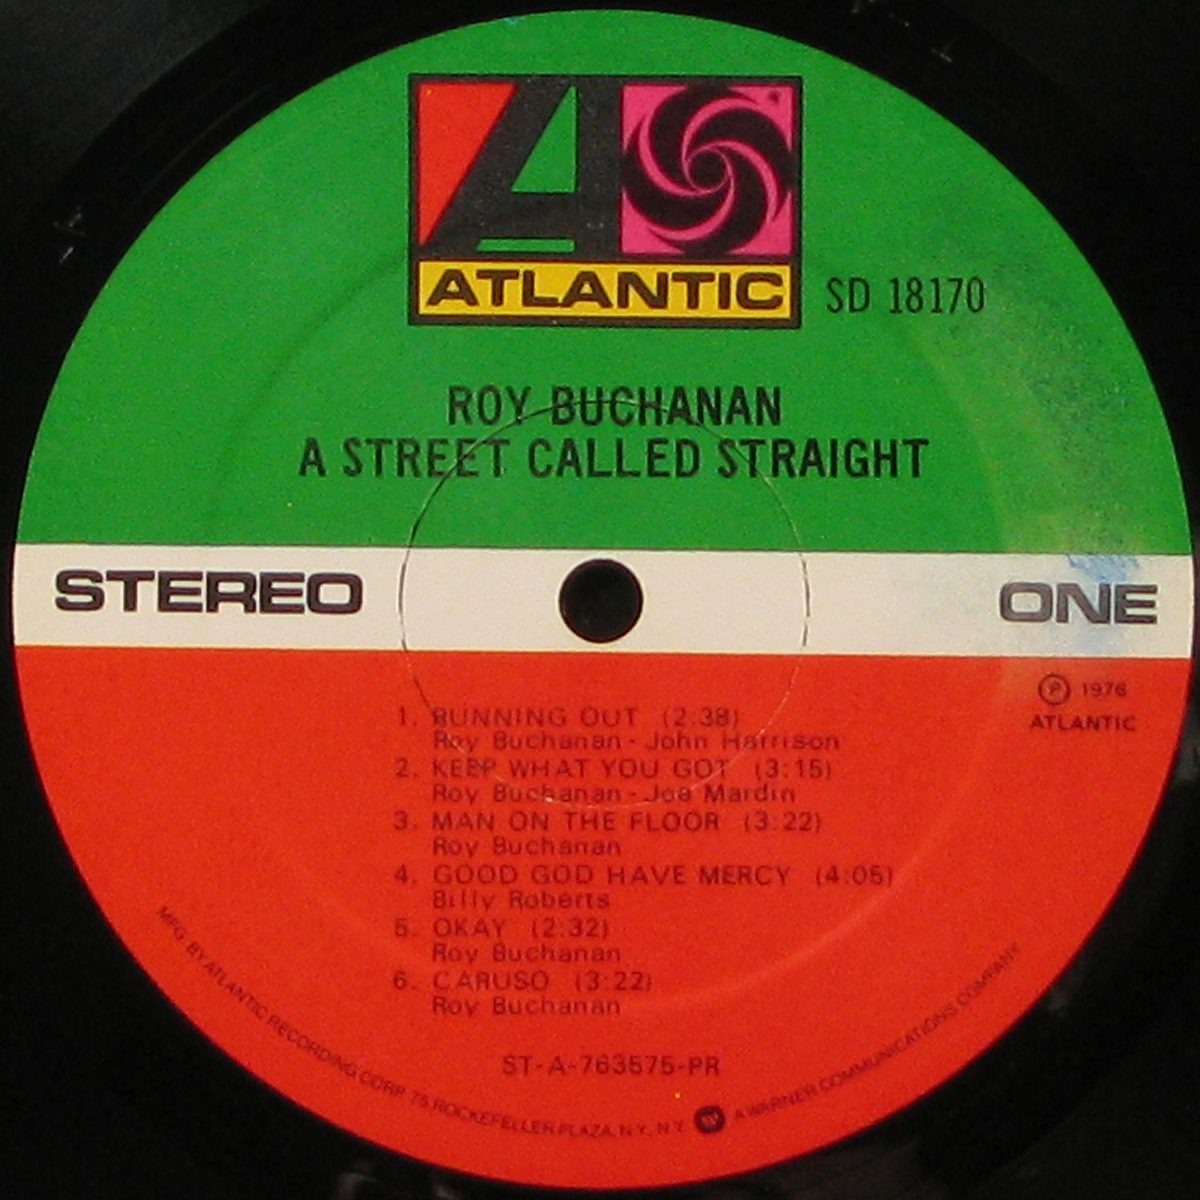 ATLANTIC
SD 18170
ROY BUCHANAN
A STREET CALLED STRAIGHT
STEREO
ONE
Ⓟ 1976
ATLANTIC
1. RUNNING OUT (2:38)
Roy Buchanan - John Harrison
2. KEEP WHAT YOU GOT (3:15)
Roy Buchanan - Joe Mardin
3. MAN ON THE FLOOR (3:22)
Roy Buchanan
4. GOOD GOD HAVE MERCY (4:05)
Billy Roberts
5. OKAY (2:32)
Roy Buchanan
6. CARUSO (3:22)
Roy Buchanan
ST-A-763575-PR
MFG. BY ATLANTIC RECORDING CORP. 75 ROCKEFELLER PLAZA, N.Y., N.Y. A WARNER COMMUNICATIONS COMPANY